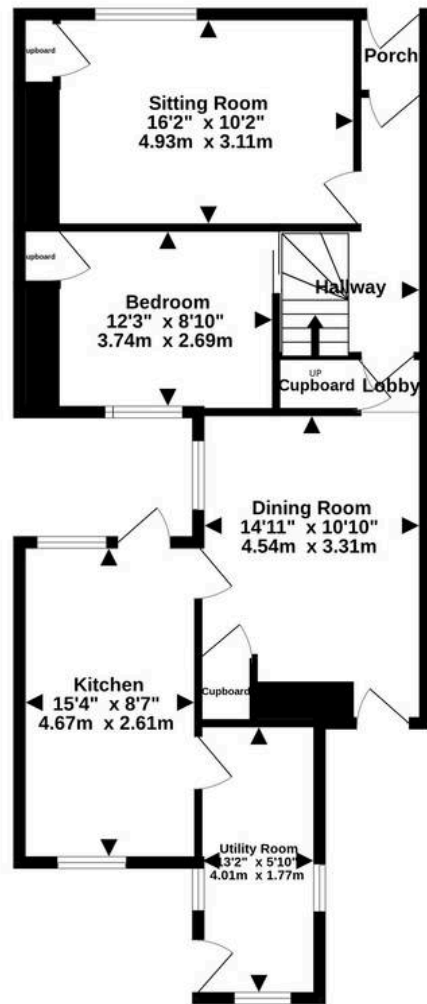 upboard
Porch
Sitting Room
16'2" x 10'2"
4.93m x 3.11m
upboard
Bedroom
12'3" x 8'10"
3.74m x 2.69m
Hallway
UP
Cupboard
Lobby
Dining Room
14'11" x 10'10"
4.54m x 3.31m
Kitchen
15'4" x 8'7"
4.67m x 2.61m
Cupboard
Utility Room
13'2" x 5'10"
4.01m x 1.77m